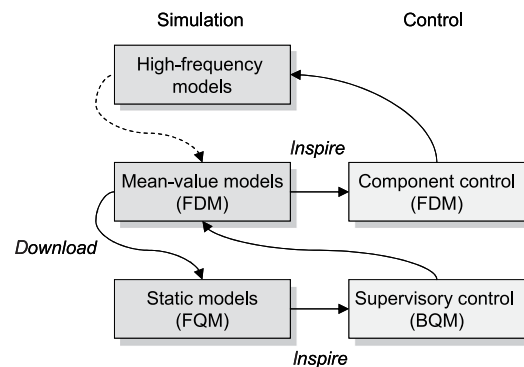 Simulation
Control
High-frequency
models
Inspire
Mean-value models
(FDM)
Component control
(FDM)
Download
Static models
(FQM)
Supervisory control
(BQM)
Inspire